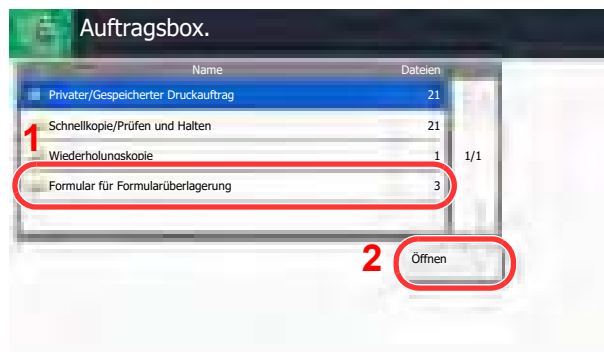 Auftragsbox.
Name Dateien
Privater/Gespeicherter Druckauftrag 21
Schnellkopie/Prüfen und Halten 21
1
Wiederholungskopie 1 1/1
Formular für Formularüberlagerung 3
2 Öffnen